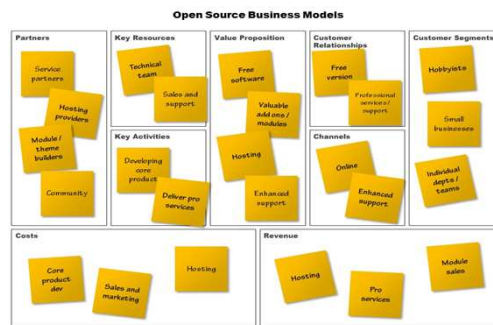 Open Source Business Models
Partners
Service
partners
Hosting
providers
Module /
theme
builders
Community
Key Resources
Technical
team
Sales and
support
Key Activities
Developing
core
product
Deliver pro
services
Value Proposition
Free
software
Valuable
add ons /
modules
Hosting
Enhanced
support
Customer
Relationships
Free
version
Professional
services /
support
Channels
Online
Enhanced
support
Customer Segments
Hobbyists
Small
businesses
Individual
depts /
teams
Costs
Core
product
dev
Sales and
marketing
Hosting
Revenue
Hosting
Pro
services
Module
sales